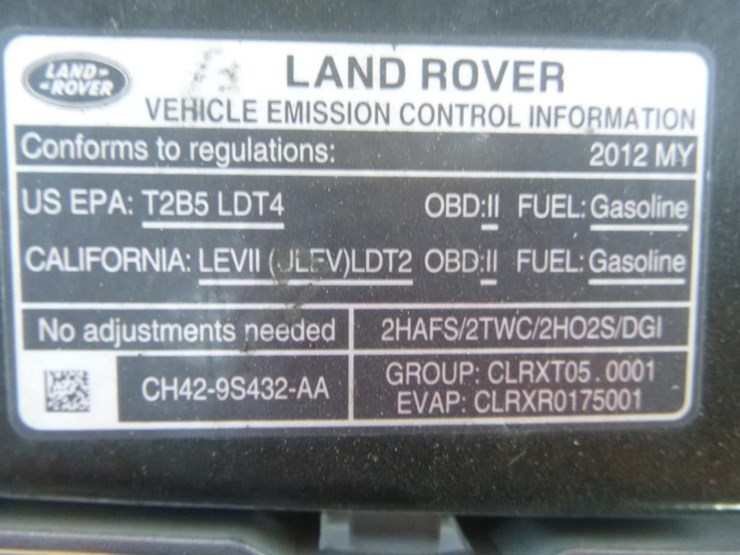 LAND-
-ROVER
LAND ROVER
VEHICLE EMISSION CONTROL INFORMATION
Conforms to regulations: 2012 MY
US EPA: T2B5 LDT4 OBD:II FUEL: Gasoline
CALIFORNIA: LEVII (ULEV)LDT2 OBD:II FUEL: Gasoline
No adjustments needed 2HAFS/2TWC/2HO2S/DGI
CH42-9S432-AA
GROUP: CLRXT05.0001
EVAP: CLRXR0175001